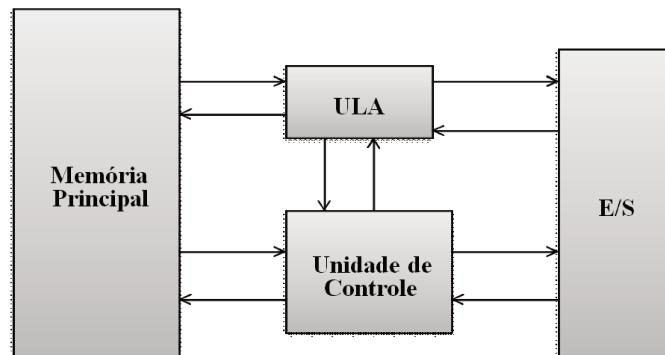 ULA
Memória
Principal
E/S
Unidade de
Controle